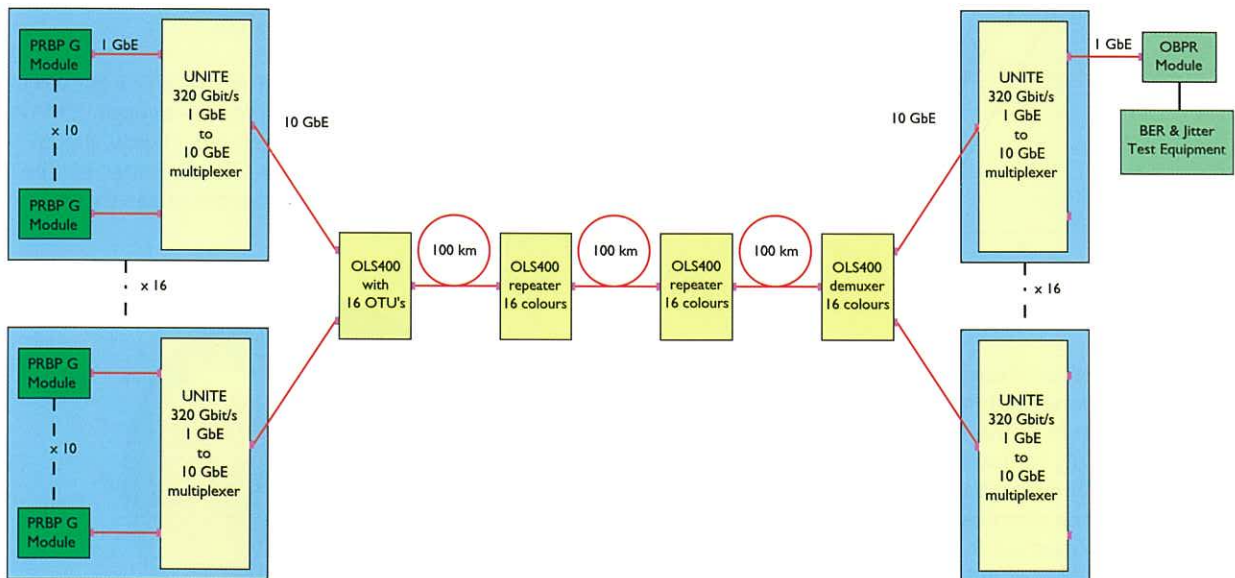 PRBP G
Module
1 GbE
x 10
PRBP G
Module
UNITE
320 Gbit/s
1 GbE
to
10 GbE
multiplexer
10 GbE
x 16
PRBP G
Module
x 10
PRBP G
Module
UNITE
320 Gbit/s
1 GbE
to
10 GbE
multiplexer
OLS400
with
16 OTU's
100 km
OLS400
repeater
16 colours
100 km
OLS400
repeater
16 colours
100 km
OLS400
demuxer
16 colours
10 GbE
UNITE
320 Gbit/s
1 GbE
to
10 GbE
multiplexer
1 GbE
OBPR
Module
BER & Jitter
Test Equipment
x 16
UNITE
320 Gbit/s
1 GbE
to
10 GbE
multiplexer